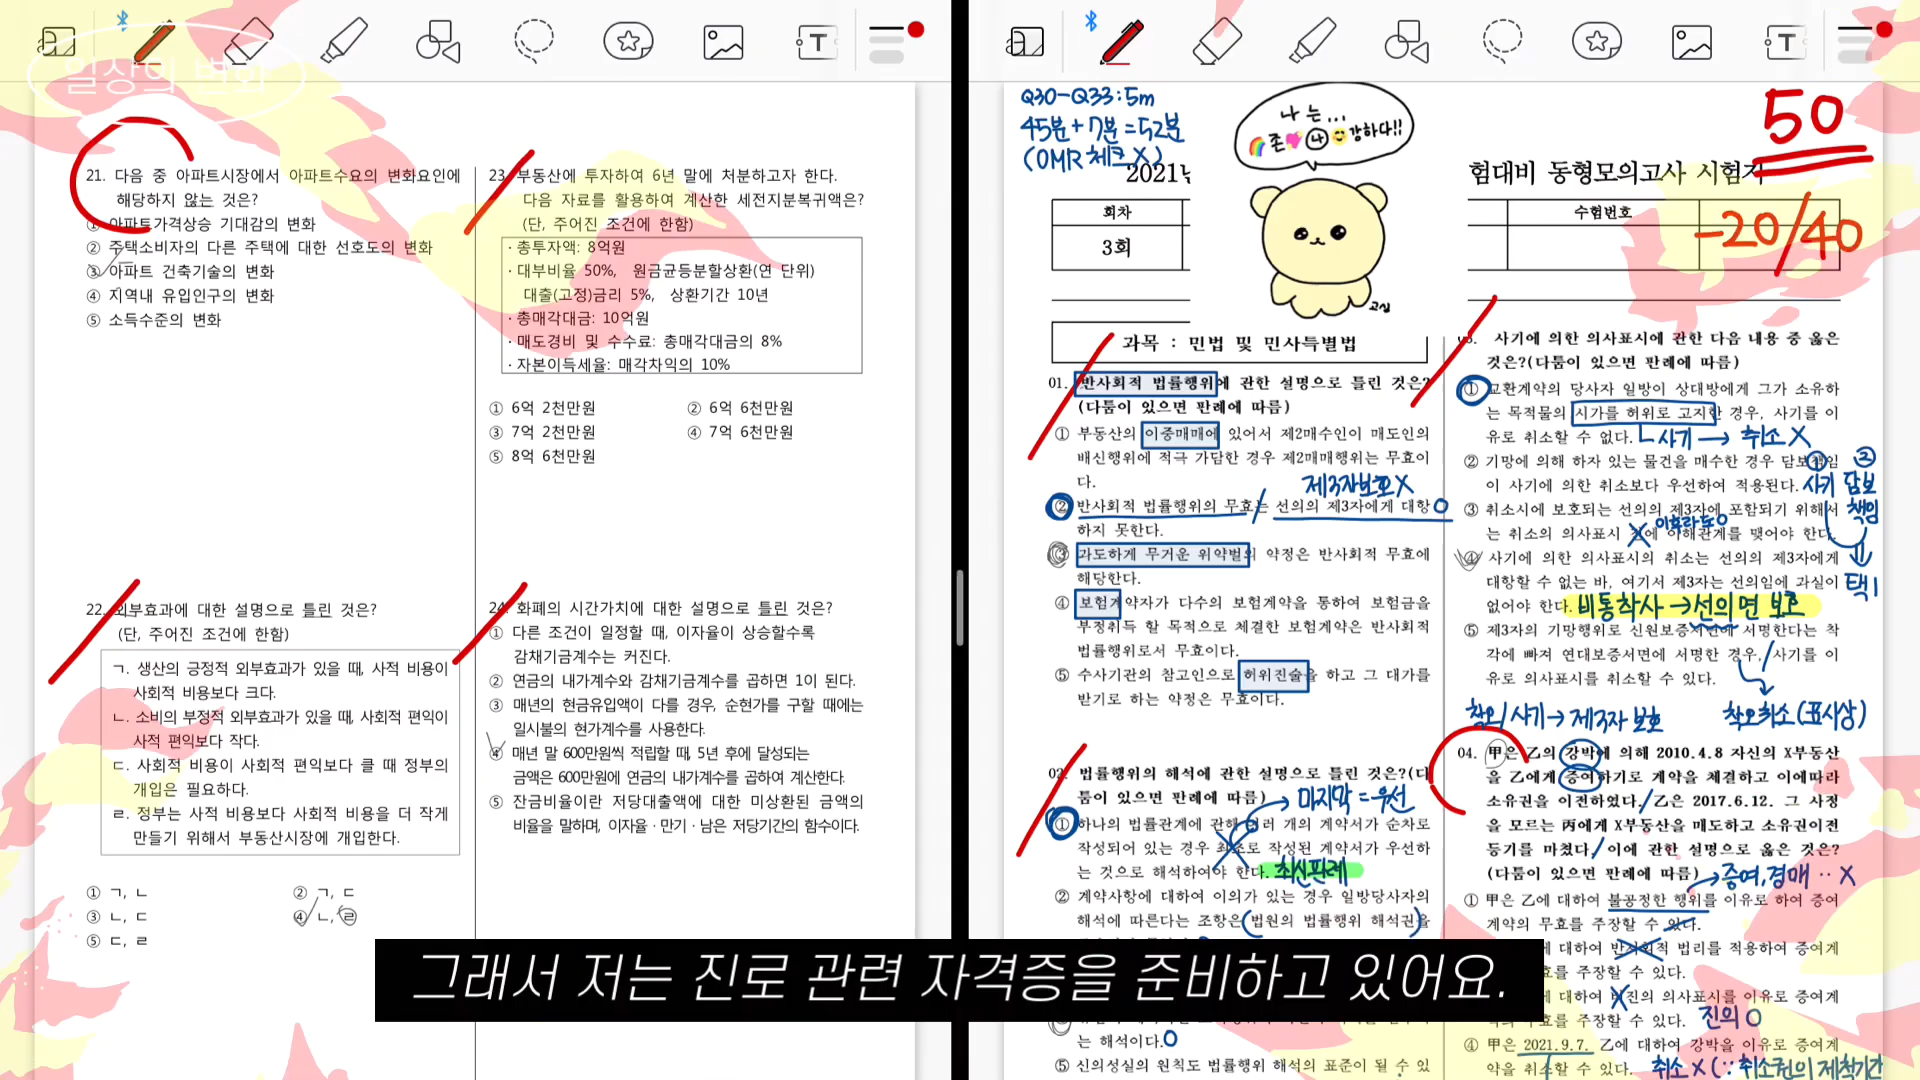 일상의 변화
21. 다음 중 아파트시장에서 아파트수요의 변화요인에
해당하지 않는 것은?
① 아파트가격상승 기대감의 변화
② 주택소비자의 다른 주택에 대한 선호도의 변화
③ 아파트 건축기술의 변화
④ 지역내 유입인구의 변화
⑤ 소득수준의 변화
22. 외부효과에 대한 설명으로 틀린 것은?
(단, 주어진 조건에 한함)
ㄱ. 생산의 긍정적 외부효과가 있을 때, 사적 비용이
사회적 비용보다 크다.
ㄴ. 소비의 부정적 외부효과가 있을 때, 사회적 편익이
사적 편익보다 작다.
ㄷ. 사회적 비용이 사회적 편익보다 클 때 정부의
개입은 필요하다.
ㄹ. 정부는 사적 비용보다 사회적 비용을 더 작게
만들기 위해서 부동산시장에 개입한다.
① ㄱ, ㄴ ② ㄱ, ㄷ
③ ㄴ, ㄷ ④ ㄴ, ㄹ
⑤ ㄷ, ㄹ
23. 부동산에 투자하여 6년 말에 처분하고자 한다.
다음 자료를 활용하여 계산한 세전지분복귀액은?
(단, 주어진 조건에 한함)
· 총투자액: 8억원
· 대부비율 50%, 원금균등분할상환(연 단위)
대출(고정)금리 5%, 상환기간 10년
· 총매각대금: 10억원
· 매도경비 및 수수료: 총매각대금의 8%
· 자본이득세율: 매각차익의 10%
① 6억 2천만원 ② 6억 6천만원
③ 7억 2천만원 ④ 7억 6천만원
⑤ 8억 6천만원
24. 화폐의 시간가치에 대한 설명으로 틀린 것은?
① 다른 조건이 일정할 때, 이자율이 상승할수록
감채기금계수는 커진다.
② 연금의 내가계수와 감채기금계수를 곱하면 1이 된다.
③ 매년의 현금유입액이 다를 경우, 순현가를 구할 때에는
일시불의 현가계수를 사용한다.
④ 매년 말 600만원씩 적립할 때, 5년 후에 달성되는
금액은 600만원에 연금의 내가계수를 곱하여 계산한다.
⑤ 잔금비율이란 저당대출액에 대한 미상환된 금액의
비율을 말하며, 이자율 · 만기 · 남은 저당기간의 함수이다.
Q30-Q33:5m
45분+7분=52분
(OMR 체크 X)
나 는...
존 나 강하다!!
고심
50
-20/40
2021년 험대비 동형모의고사 시험지
회차 수험번호
3회
과목 : 민법 및 민사특별법
01. 반사회적 법률행위에 관한 설명으로 틀린 것은?
(다툼이 있으면 판례에 따름)
① 부동산의 이중매매에 있어서 제2매수인이 매도인의
배신행위에 적극 가담한 경우 제2매매행위는 무효이
다.
제3자보호X
② 반사회적 법률행위의 무효는 선의의 제3자에게 대항
하지 못한다.
③ 과도하게 무거운 위약벌의 약정은 반사회적 무효에
해당한다.
④ 보험계약자가 다수의 보험계약을 통하여 보험금을
부정취득 할 목적으로 체결한 보험계약은 반사회적
법률행위로서 무효이다.
⑤ 수사기관의 참고인으로 허위진술을 하고 그 대가를
받기로 하는 약정은 무효이다.
02. 법률행위의 해석에 관한 설명으로 틀린 것은?(다
툼이 있으면 판례에 따름)
마지막=우선
① 하나의 법률관계에 관해 여러 개의 계약서가 순차로
작성되어 있는 경우 최초로 작성된 계약서가 우선하
는 것으로 해석하여야 한다. 최신판례
② 계약사항에 대하여 이의가 있는 경우 일방당사자의
해석에 따른다는 조항은 법원의 법률행위 해석권을
는 해석이다. O
⑤ 신의성실의 원칙도 법률행위 해석의 표준이 될 수 있
03. 사기에 의한 의사표시에 관한 다음 내용 중 옳은
것은?(다툼이 있으면 판례에 따름)
① 교환계약의 당사자 일방이 상대방에게 그가 소유하
는 목적물의 시가를 허위로 고지한 경우, 사기를 이
유로 취소할 수 없다. 사기 → 취소 X
② 기망에 의해 하자 있는 물건을 매수한 경우 담보책임
이 사기에 의한 취소보다 우선하여 적용된다.
① 사기 ② 담보책임
택1
③ 취소시에 보호되는 선의의 제3자에 포함되기 위해서
는 취소의 의사표시 전에 이해관계를 맺어야 한다.
이후라도O
④ 사기에 의한 의사표시의 취소는 선의의 제3자에게
대항할 수 없는 바, 여기서 제3자는 선의임에 과실이
없어야 한다. 비통착사 → 선의면 보호
⑤ 제3자의 기망행위로 신원보증서면에 서명한다는 착
각에 빠져 연대보증서면에 서명한 경우, 사기를 이
유로 의사표시를 취소할 수 있다.
착오/사기→제3자 보호 착오취소(표시상)
04. 甲은 乙의 강박에 의해 2010.4.8 자신의 X부동산
을 乙에게 증여하기로 계약을 체결하고 이에따라
소유권을 이전하였다. 乙은 2017.6.12. 그 사정
을 모르는 丙에게 X부동산을 매도하고 소유권이전
등기를 마쳤다. 이에 관한 설명으로 옳은 것은?
(다툼이 있으면 판례에 따름) → 증여,경매 ·· X
① 甲은 乙에 대하여 불공정한 행위를 이유로 하여 증여
계약의 무효를 주장할 수 있다.
에 대하여 반사회적 법리를 적용하여 증여계
효를 주장할 수 있다.
에 대하여 비진의 의사표시를 이유로 증여계
효를 주장할 수 있다. 진의 O
④ 甲은 2021.9.7. 乙에 대하여 강박을 이유로 증여계
약을 취소할 수 있다. 취소X(∵취소권의 제척기간
그래서 저는 진로 관련 자격증을 준비하고 있어요.